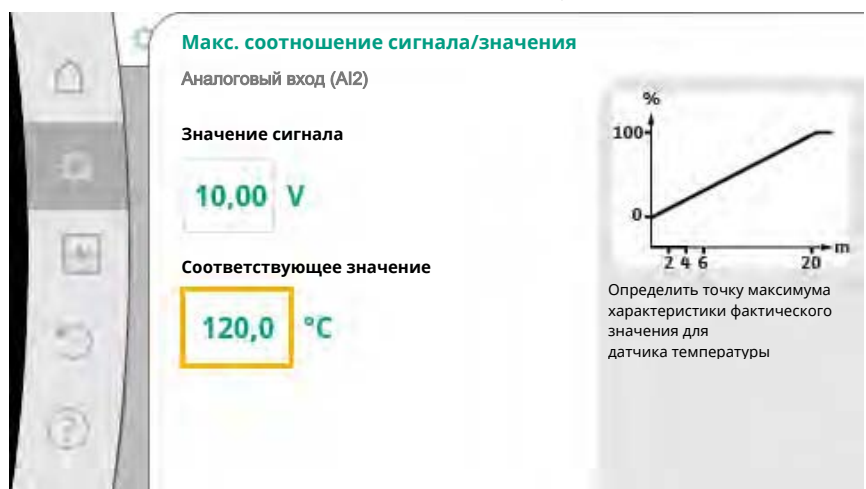 Макс. соотношение сигнала/значения
Аналоговый вход (AI2)
Значение сигнала
10,00 V
Соответствующее значение
120,0 °C
%
100
0
2 4 6 20 m
Определить точку максимума
характеристики фактического
значения для
датчика температуры